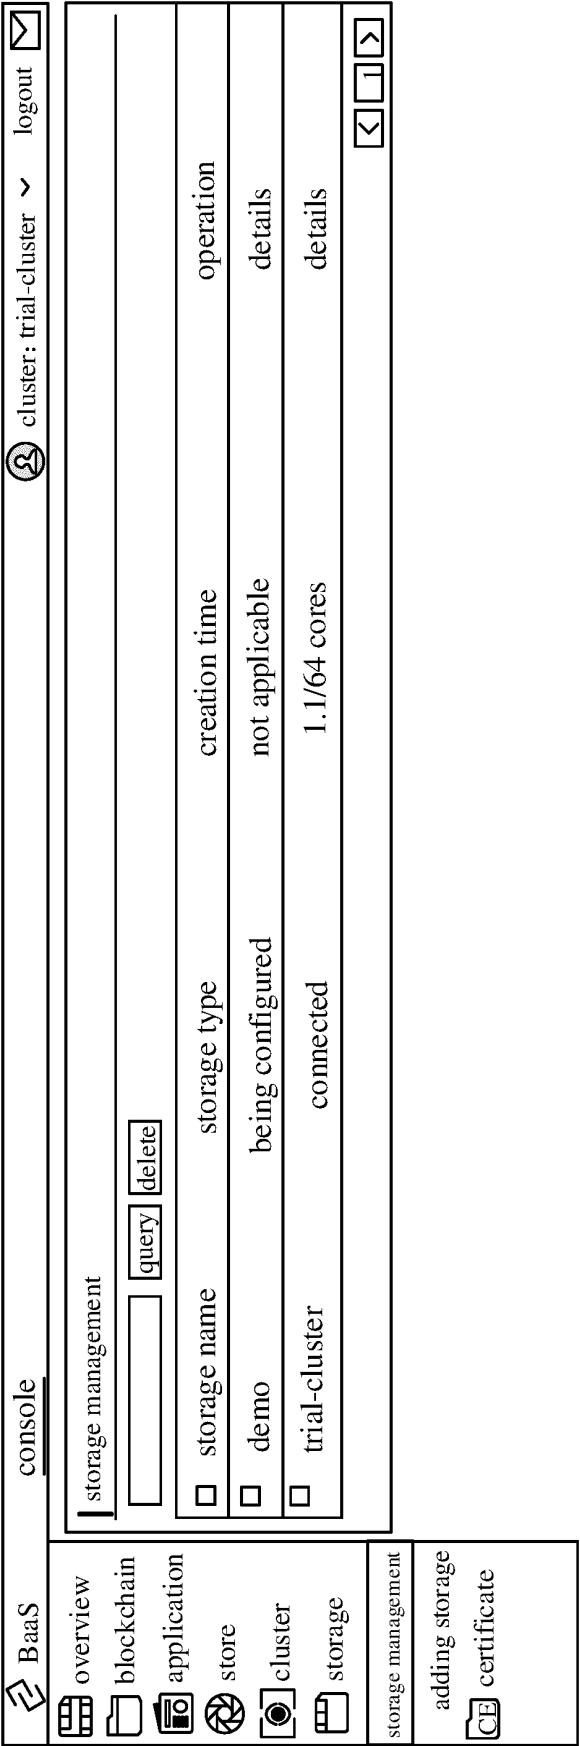 BaaS console cluster: trial-cluster logout
overview
blockchain
application
store
cluster
storage
storage management
adding storage
CE certificate
storage management
query delete
storage name storage type creation time operation
demo being configured not applicable details
trial-cluster connected 1.1/64 cores details
< 1 >